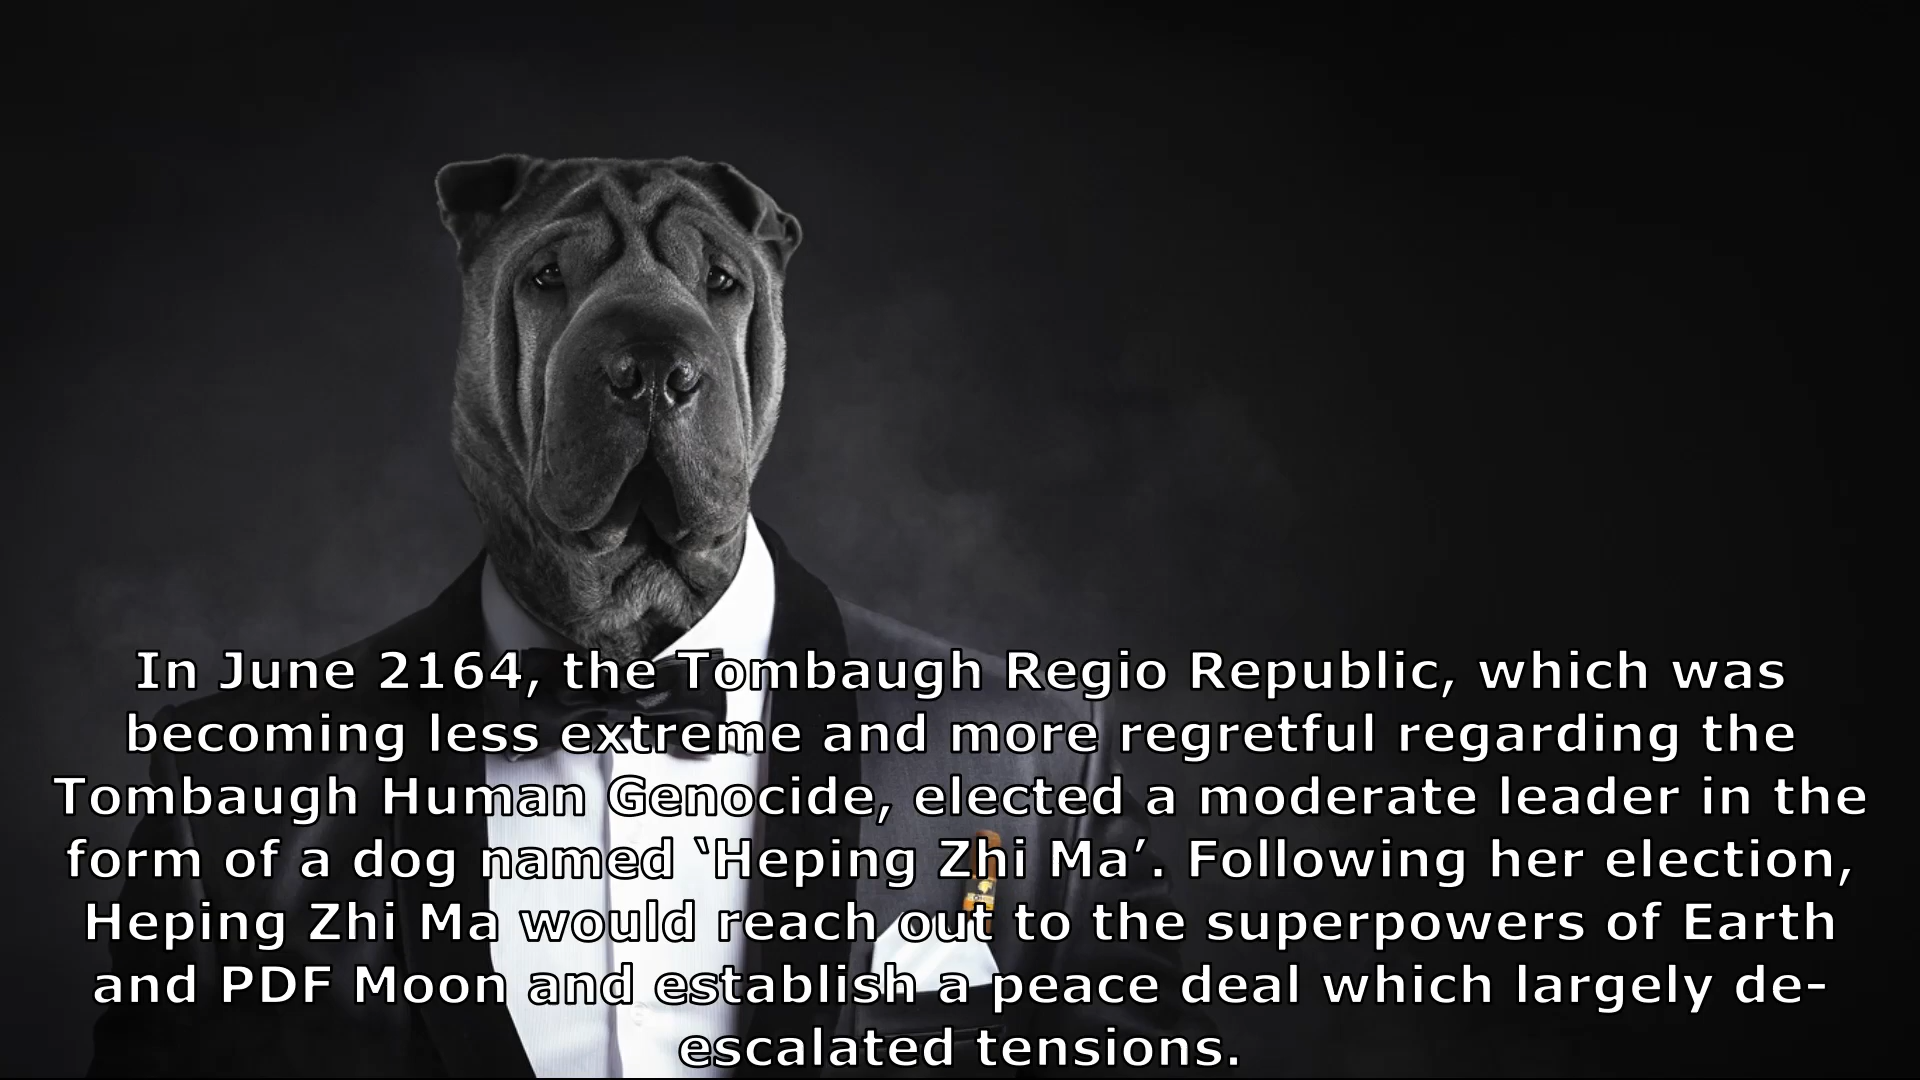 In June 2164, the Tombaugh Regio Republic, which was
becoming less extreme and more regretful regarding the
Tombaugh Human Genocide, elected a moderate leader in the
form of a dog named ‘Heping Zhi Ma’. Following her election,
Heping Zhi Ma would reach out to the superpowers of Earth
and PDF Moon and establish a peace deal which largely de-
escalated tensions.